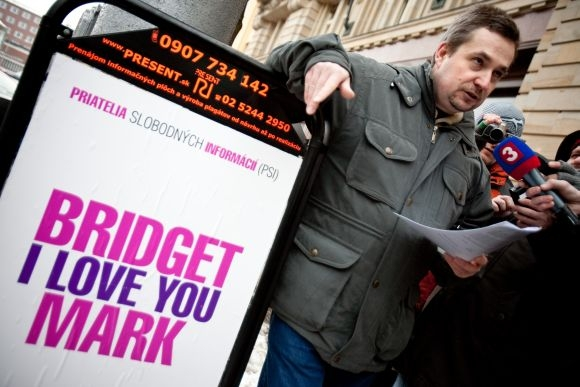 0907 734 142
www.PRESENT.sk PRESENT 02 5244 2950
Prenájom informačných plôch a výroba plagátov od návrhu až po realizáciu
PRIATELIA SLOBODNÝCH INFORMÁCIÍ (PSI)
BRIDGET
I LOVE YOU
MARK
3